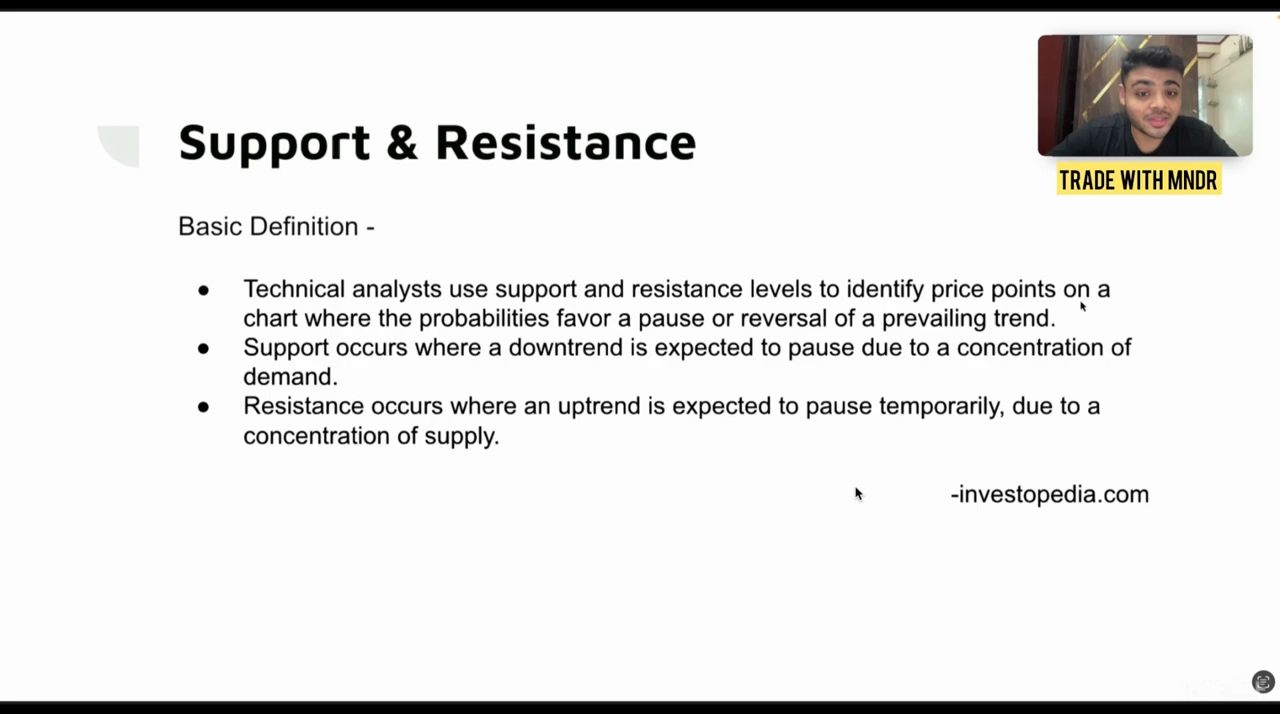 TRADE WITH MNDR
Support & Resistance
Basic Definition -
● Technical analysts use support and resistance levels to identify price points on a
chart where the probabilities favor a pause or reversal of a prevailing trend.
● Support occurs where a downtrend is expected to pause due to a concentration of
demand.
● Resistance occurs where an uptrend is expected to pause temporarily, due to a
concentration of supply.
-investopedia.com